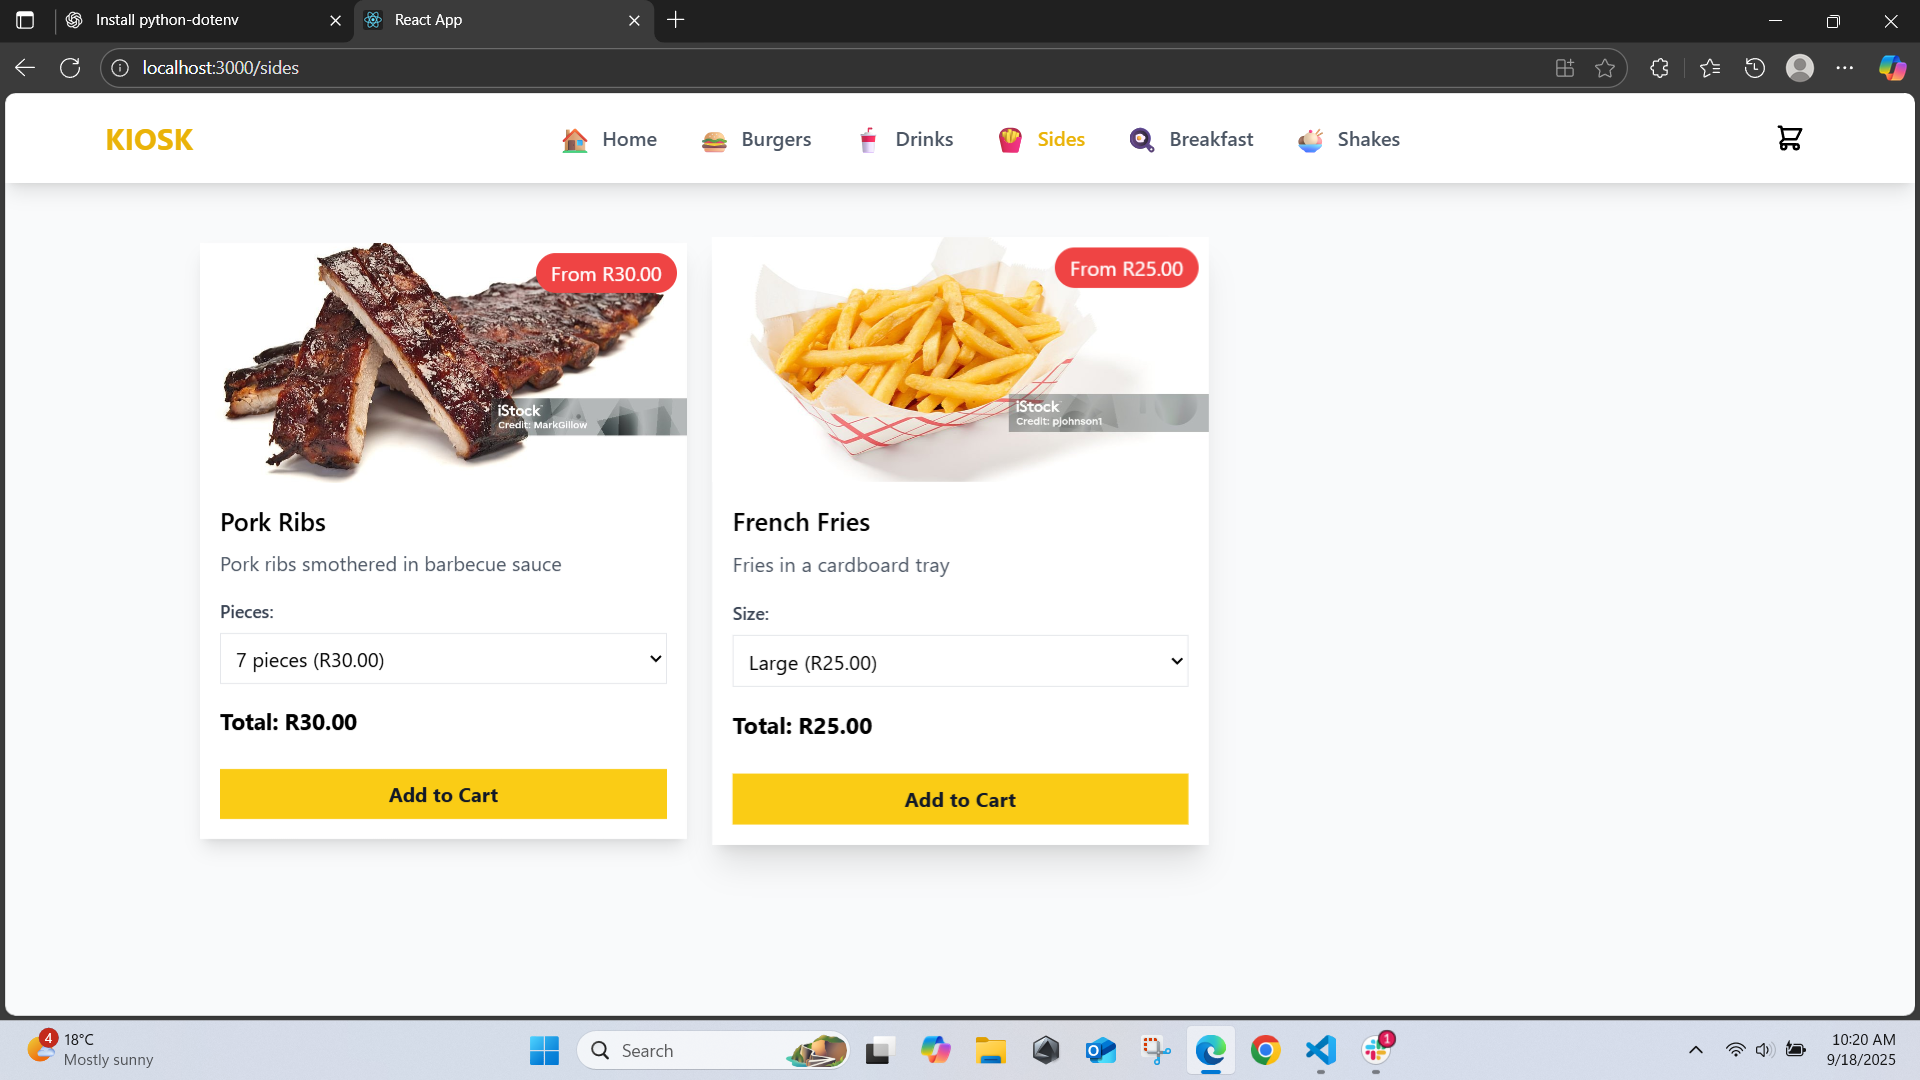 Install python-dotenv
React App
localhost:3000/sides
KIOSK
Home
Burgers
Drinks
Sides
Breakfast
Shakes
From R30.00
iStock
Credit: MarkGillow
Pork Ribs
Pork ribs smothered in barbecue sauce
Pieces:
7 pieces (R30.00)
Total: R30.00
Add to Cart
From R25.00
iStock
Credit: pjohnson1
French Fries
Fries in a cardboard tray
Size:
Large (R25.00)
Total: R25.00
Add to Cart
4
18°C
Mostly sunny
Search
1
10:20 AM
9/18/2025